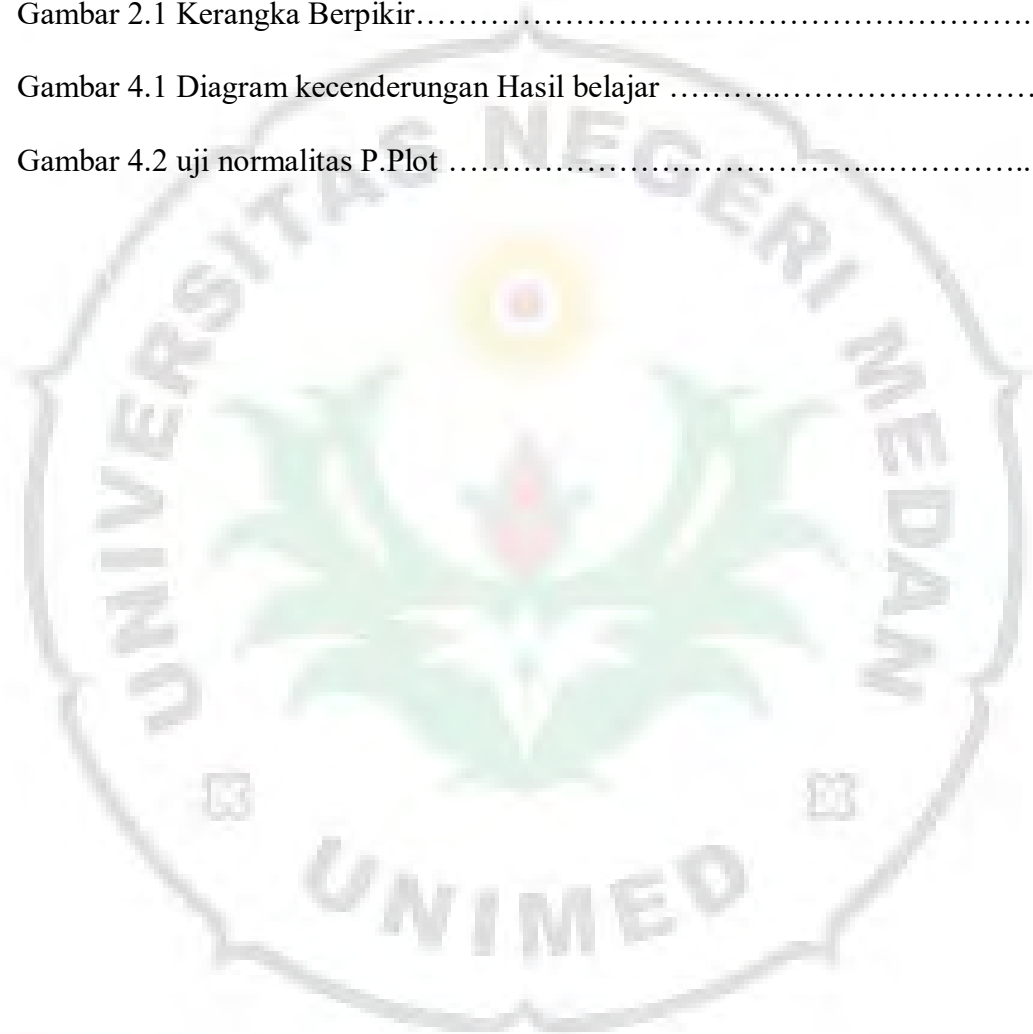 Gambar 2.1 Kerangka Berpikir……………………………………………………
Gambar 4.1 Diagram kecenderungan Hasil belajar ………...……………………
Gambar 4.2 uji normalitas P.Plot …………………………………...…………..
UNIVERSITAS NEGERI MEDAN
UNIMED